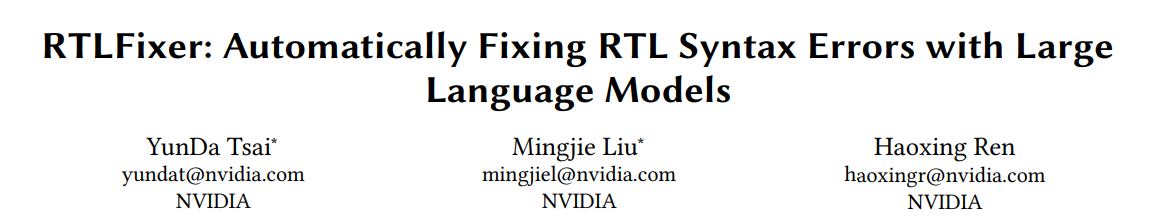 RTLFixer: Automatically Fixing RTL Syntax Errors with Large
Language Models
YunDa Tsai*
Mingjie Liu*
Haoxing Ren
yundat@nvidia.com
mingjiel@nvidia.com
haoxingr@nvidia.com
NVIDIA
NVIDIA
NVIDIA